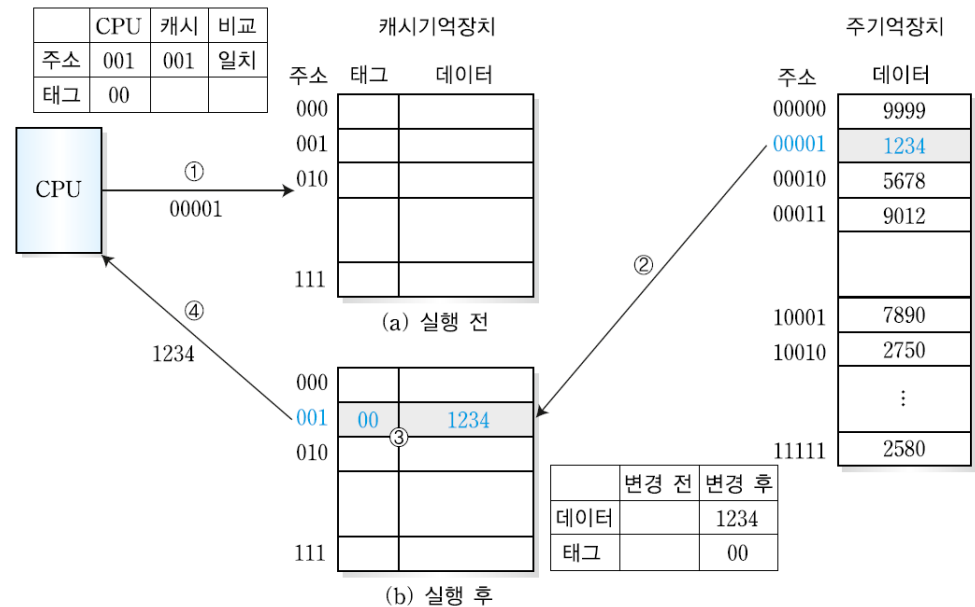 CPU 캐시 비교
주소 001 001 일치
태그 00
CPU
①
00001
④
1234
캐시기억장치
주소 태그 데이터
000
001
010
111
(a) 실행 전
000
001 00 1234
③
010
111
(b) 실행 후
②
주기억장치
주소 데이터
00000 9999
00001 1234
00010 5678
00011 9012
10001 7890
10010 2750
⋮
11111 2580
변경 전 변경 후
데이터 1234
태그 00